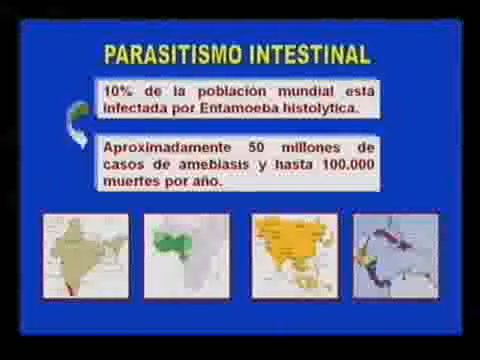 PARASITISMO INTESTINAL
10% de la población mundial está
infectada por Entamoeba histolytica.
Aproximadamente 50 millones de
casos de amebiasis y hasta 100.000
muertes por año.